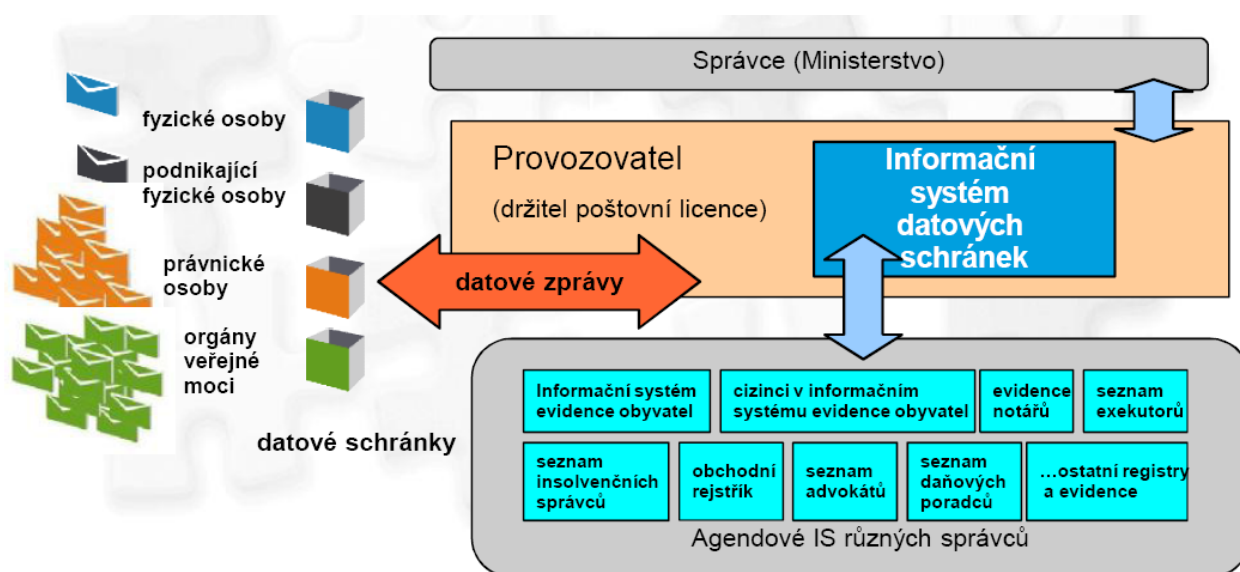 Správce (Ministerstvo)
fyzické osoby
podnikající
fyzické osoby
právnické
osoby
orgány
veřejné
moci
datové schránky
datové zprávy
Provozovatel
(držitel poštovní licence)
Informační
systém
datových
schránek
Informační systém
evidence obyvatel
cizinci v informačním
systému evidence obyvatel
evidence
notářů
seznam
exekutorů
seznam
insolvenčních
správců
obchodní
rejstřík
seznam
advokátů
seznam
daňových
poradců
...ostatní registry
a evidence
Agendové IS různých správců